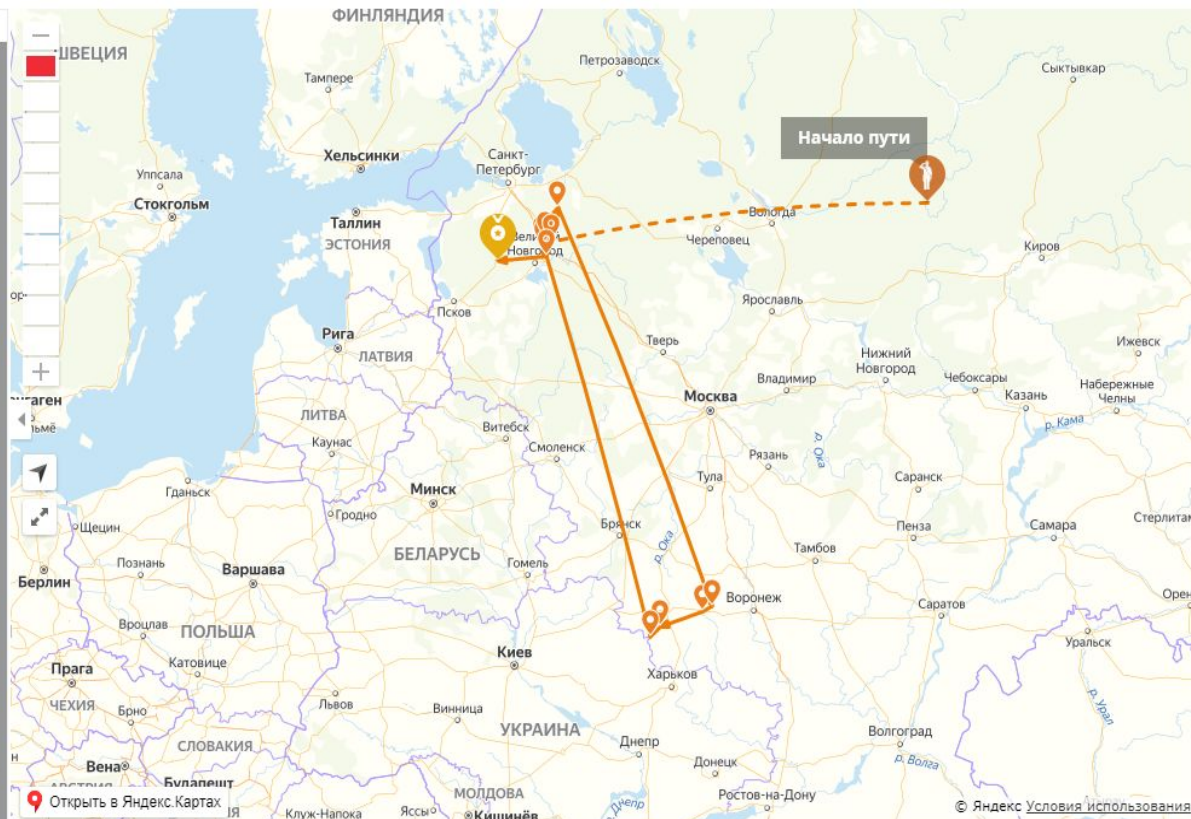 ФИНЛЯНДИЯ
ШВЕЦИЯ
Петрозаводск
Сыктывкар
Тампере
Начало пути
Хельсинки
Санкт-
Петербург
Уппсала
Стокгольм
Таллин
ЭСТОНИЯ
Вологда
Череповец
Новгород
Киров
Псков
Ярославль
Рига
ЛАТВИЯ
Тверь
Нижний
Новгород
Ижевск
Владимир
Чебоксары
Казань
Набережные
Челны
Москва
р. Кама
ЛИТВА
Каунас
Витебск
Смоленск
р. Ока
Рязань
Тула
Саранск
Гданьск
Минск
Гродно
Щецин
Брянск
Пенза
Самара
р. Ока
Тамбов
БЕЛАРУСЬ
Гомель
Познань
Варшава
Берлин
Воронеж
Саратов
Вроцлав
ПОЛЬША
Уральск
Киев
Катовице
Прага
Харьков
ЧЕХИЯ
Брно
Львов
Винница
р. Урал
УКРАИНА
СЛОВАКИЯ
Днепр
Волгоград
Вена
Донецк
р. Волга
Будапешт
МОЛДОВА
Открыть в Яндекс.Картах
Клуж-Напока
Яссы
Кишинёв
р. Днепр
Ростов-на-Дону
© Яндекс Условия использования